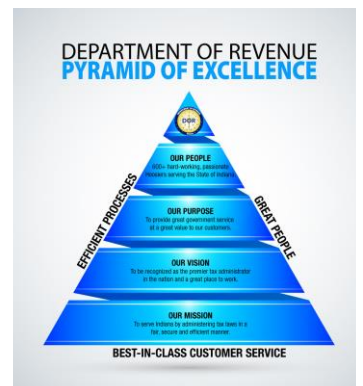 DEPARTMENT OF REVENUE
PYRAMID OF EXCELLENCE
DOR
OUR PEOPLE
600+ hard-working, passionate
Hoosiers serving the State of Indiana.
OUR PURPOSE
To provide great government service
at a great value to our customers.
OUR VISION
To be recognized as the premier tax administrator
in the nation and a great place to work.
OUR MISSION
To serve Indiana by administering tax laws in a
fair, secure and efficient manner.
EFFICIENT PROCESSES
GREAT PEOPLE
BEST-IN-CLASS CUSTOMER SERVICE